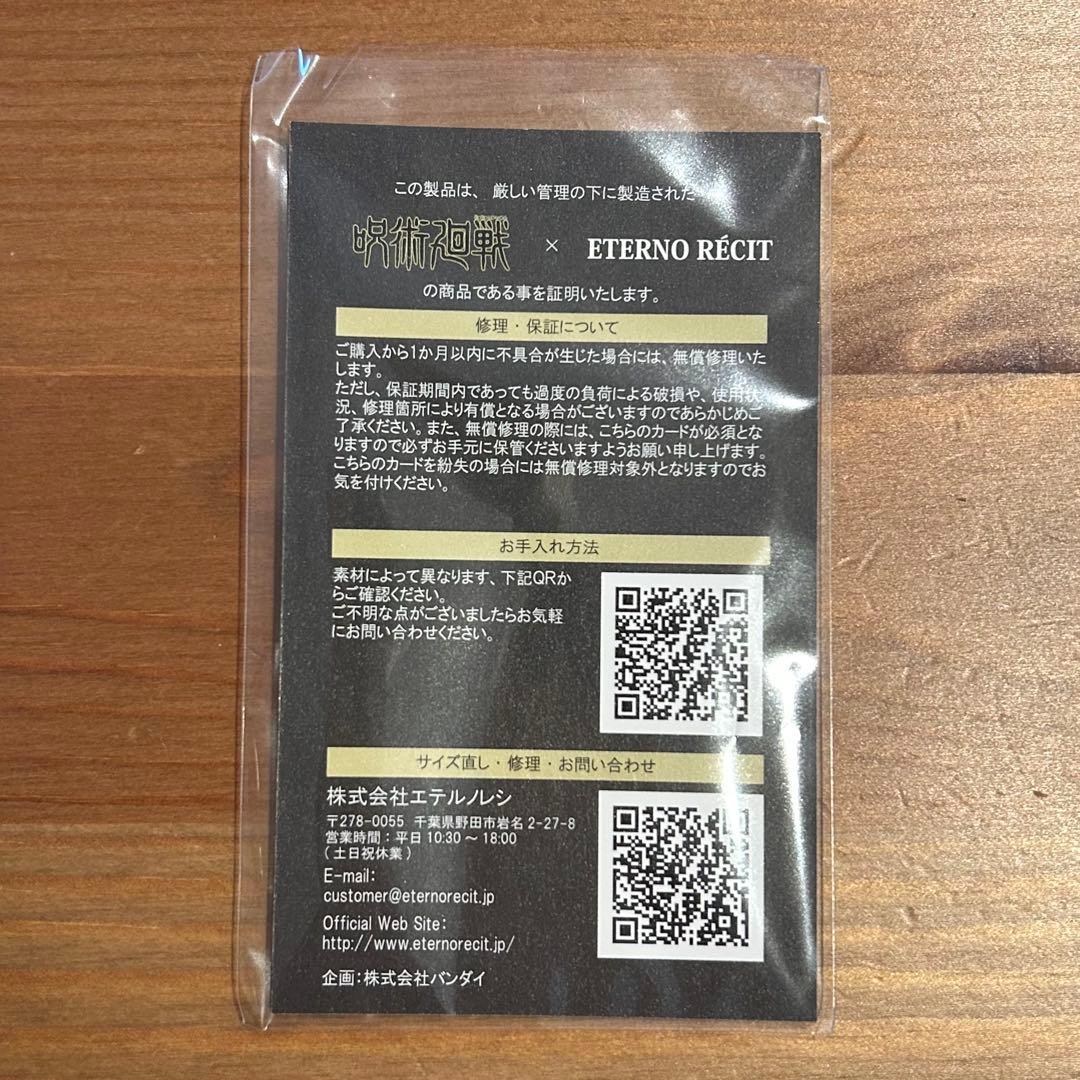 この製品は、厳しい管理の下に製造された
呪術廻戦 × ETERNO RÉCIT
の商品である事を証明いたします。
修理・保証について
ご購入から1か月以内に不具合が生じた場合には、無償修理いた
します。
ただし、保証期間内であっても過度の負荷による破損や、使用状
況、修理箇所により有償となる場合がございますのであらかじめご
了承ください。また、無償修理の際には、こちらのカードが必須とな
りますので必ずお手元に保管くださいますようお願い申し上げます。
こちらのカードを紛失の場合には無償修理対象外となりますのでお
気を付けください。
お手入れ方法
素材によって異なります、下記QRか
らご確認ください。
ご不明な点がございましたらお気軽
にお問い合わせください。
サイズ直し・修理・お問い合わせ
株式会社エテルノレシ
〒278-0055 千葉県野田市岩名2-27-8
営業時間：平日 10:30～18:00
(土日祝休業)
E-mail:
customer@eternorecit.jp
Official Web Site:
http://www.eternorecit.jp/
企画：株式会社バンダイ